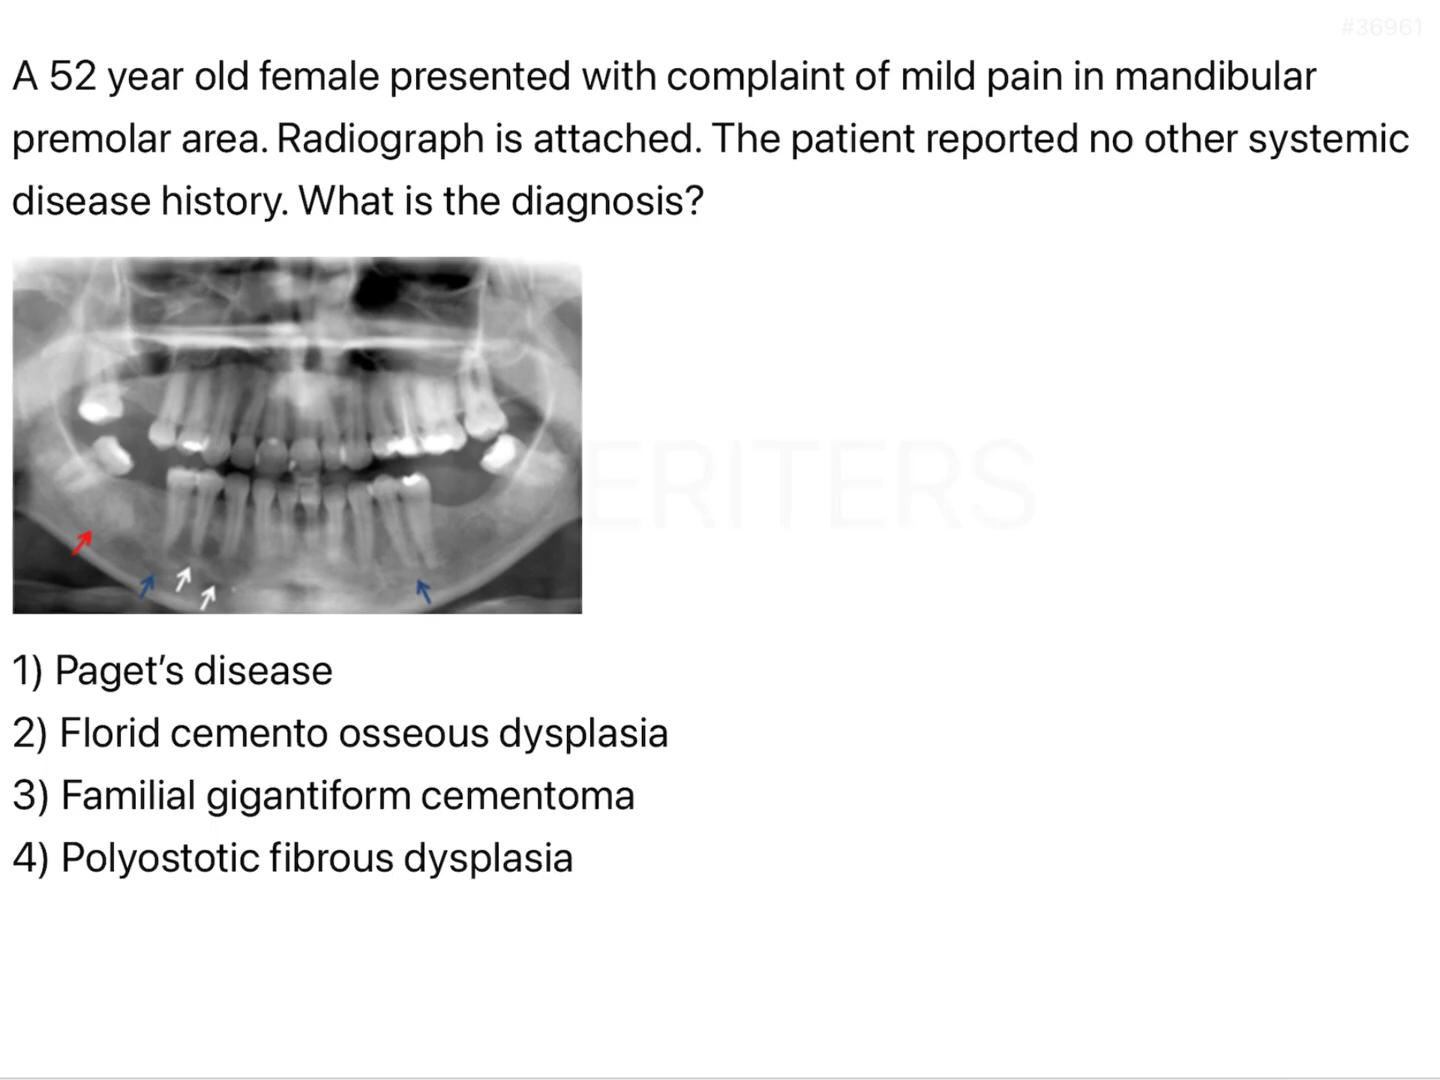 #36961
A 52 year old female presented with complaint of mild pain in mandibular
premolar area. Radiograph is attached. The patient reported no other systemic
disease history. What is the diagnosis?
ERITERS
1) Paget’s disease
2) Florid cemento osseous dysplasia
3) Familial gigantiform cementoma
4) Polyostotic fibrous dysplasia